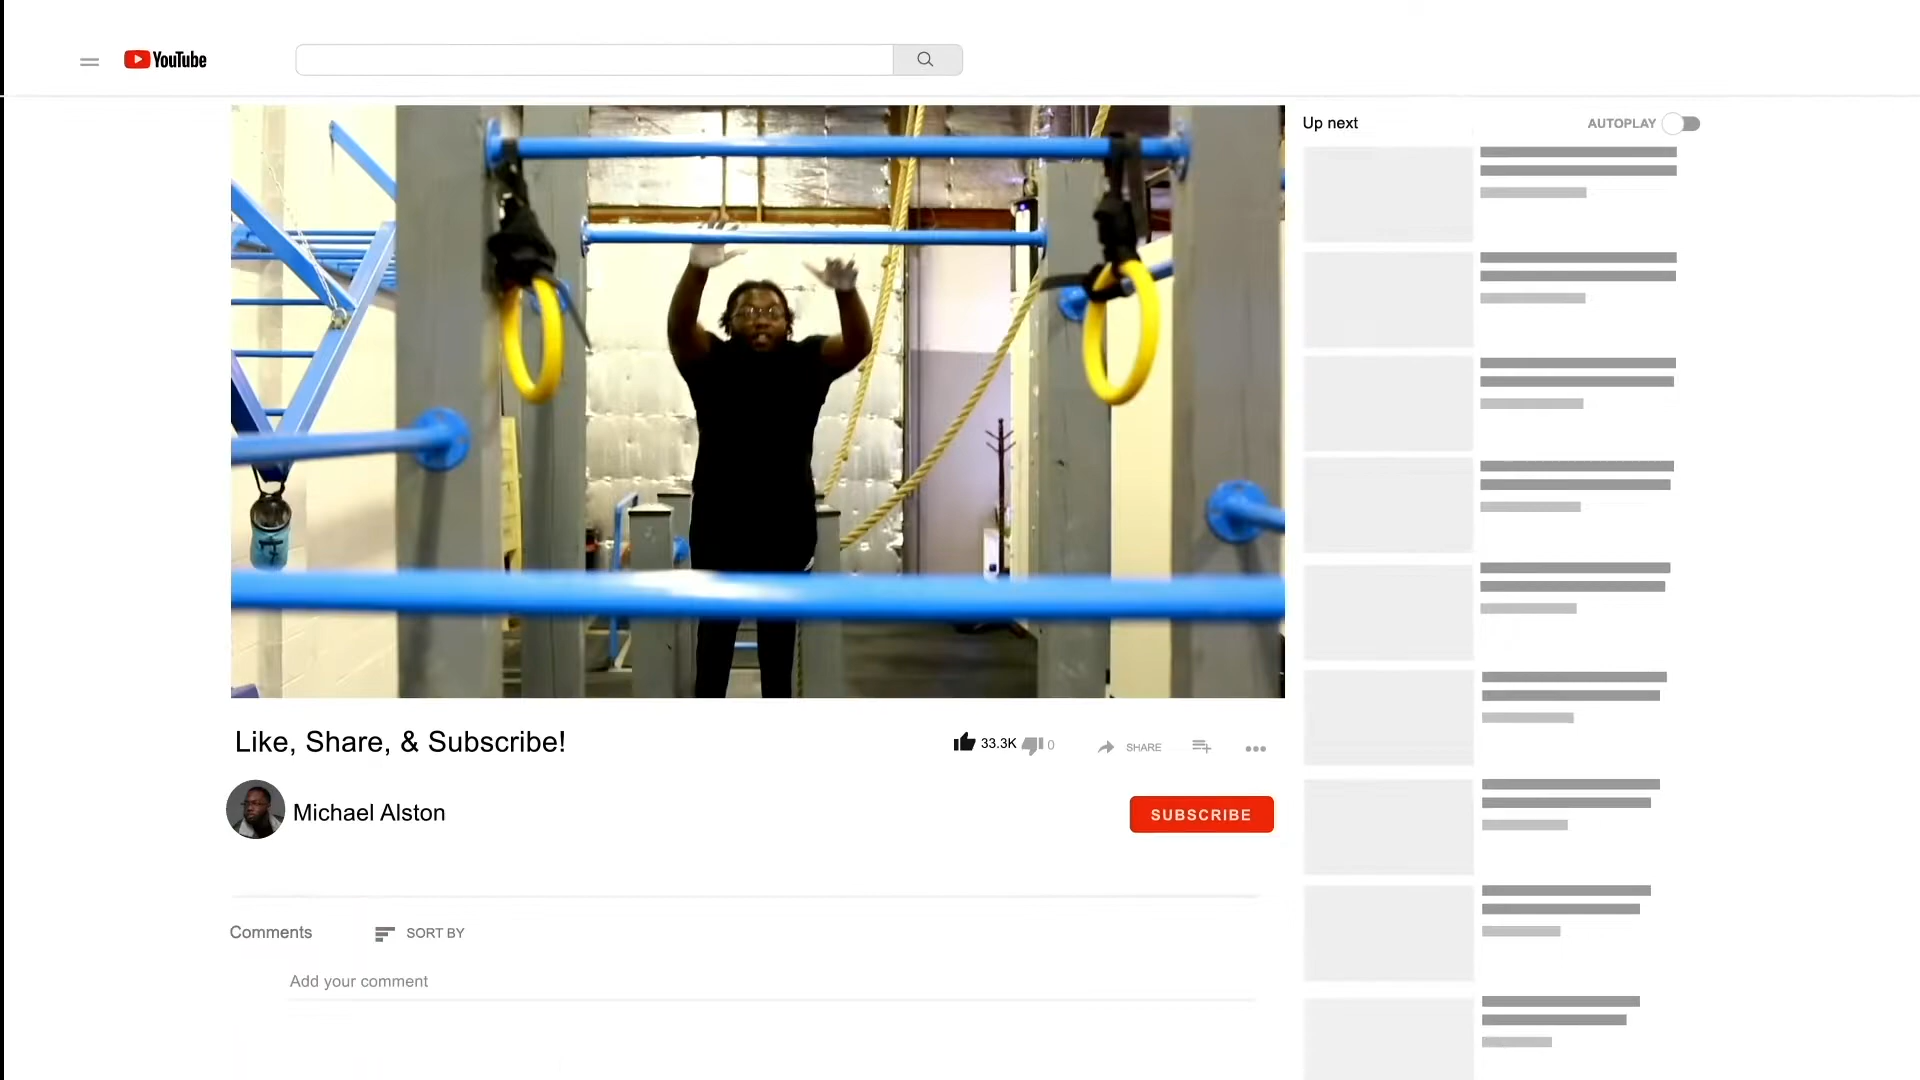 YouTube
Up next
AUTOPLAY
Like, Share, & Subscribe!
33.3K
0
SHARE
Michael Alston
SUBSCRIBE
Comments
SORT BY
Add your comment